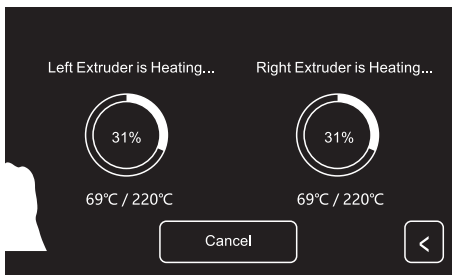 Left Extruder is Heating...
Right Extruder is Heating...
31%
31%
69℃ / 220℃
69℃ / 220℃
Cancel
<